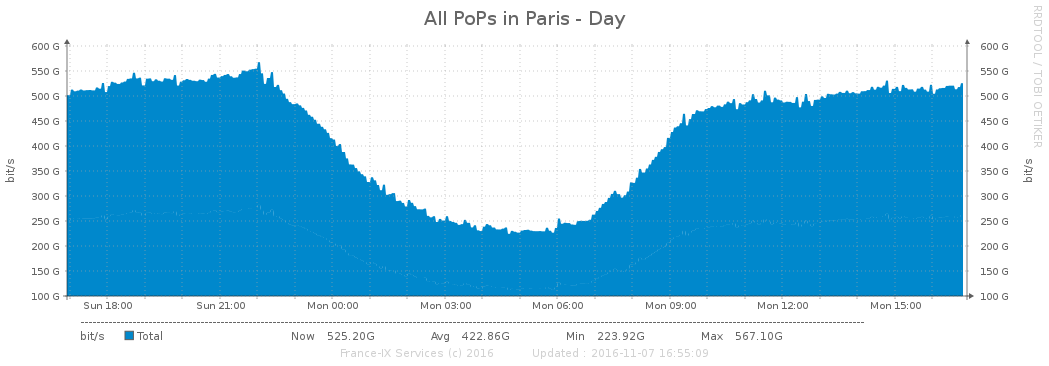 All PoPs in Paris - Day
RRDTOOL / TOBI OETIKER
bit/s
600 G
550 G
500 G
450 G
400 G
350 G
300 G
250 G
200 G
150 G
100 G
600 G
550 G
500 G
450 G
400 G
350 G
300 G
250 G
200 G
150 G
100 G
bit/s
Sun 18:00 Sun 21:00 Mon 00:00 Mon 03:00 Mon 06:00 Mon 09:00 Mon 12:00 Mon 15:00
bit/s Total Now 525.20G Avg 422.86G Min 223.92G Max 567.10G
France-IX Services (c) 2016 Updated : 2016-11-07 16:55:09